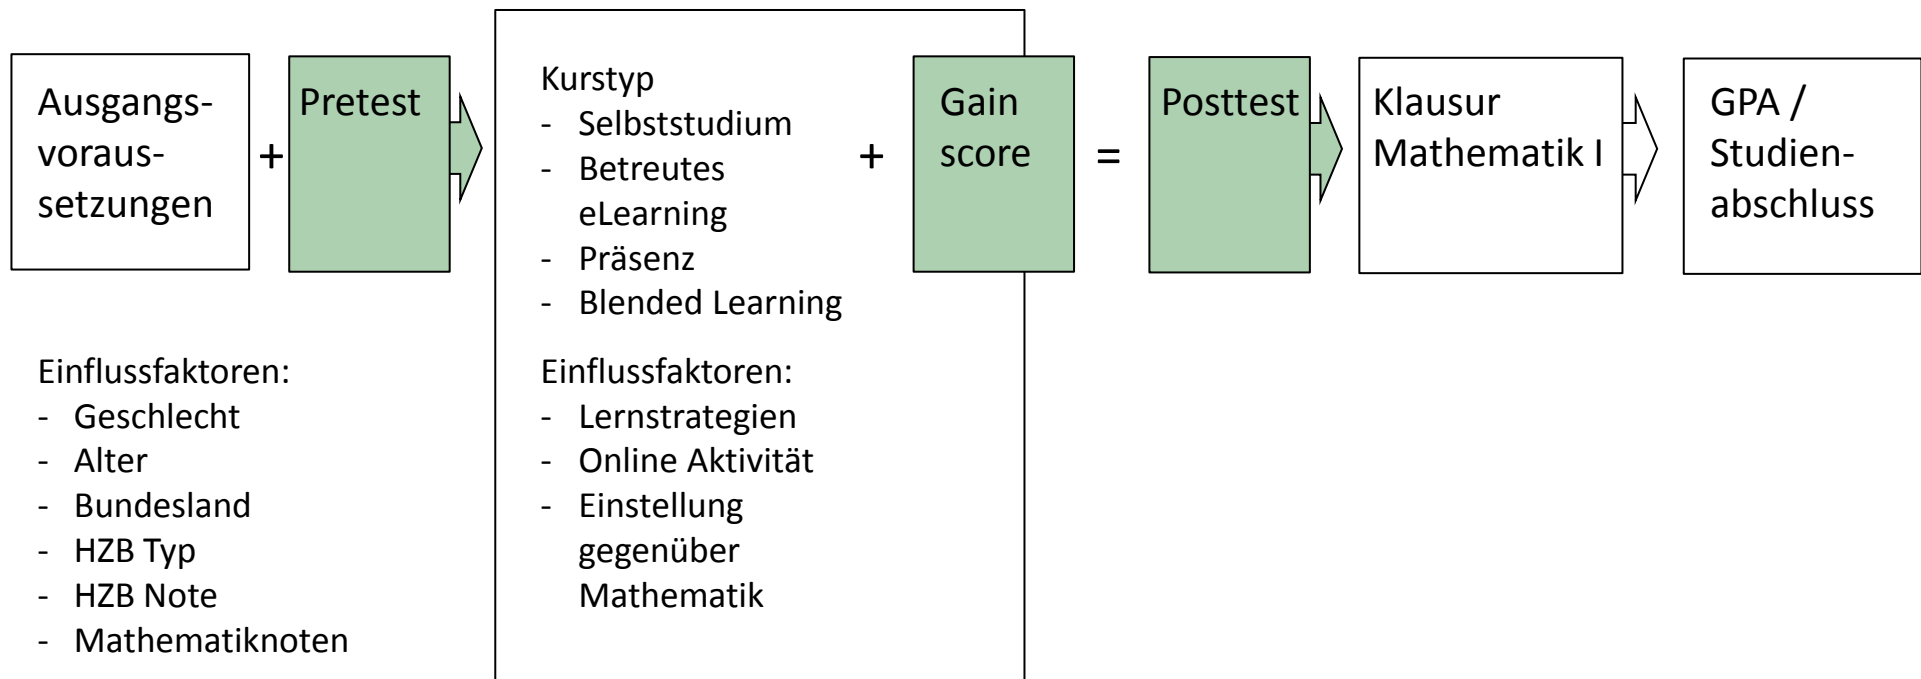 Ausgangs-
voraus-
setzungen
+
Pretest
Kurstyp
- Selbststudium
- Betreutes
eLearning
- Präsenz
- Blended Learning
+
Gain
score
=
Posttest
Klausur
Mathematik I
GPA /
Studien-
abschluss
Einflussfaktoren:
- Geschlecht
- Alter
- Bundesland
- HZB Typ
- HZB Note
- Mathematiknoten
Einflussfaktoren:
- Lernstrategien
- Online Aktivität
- Einstellung
gegenüber
Mathematik